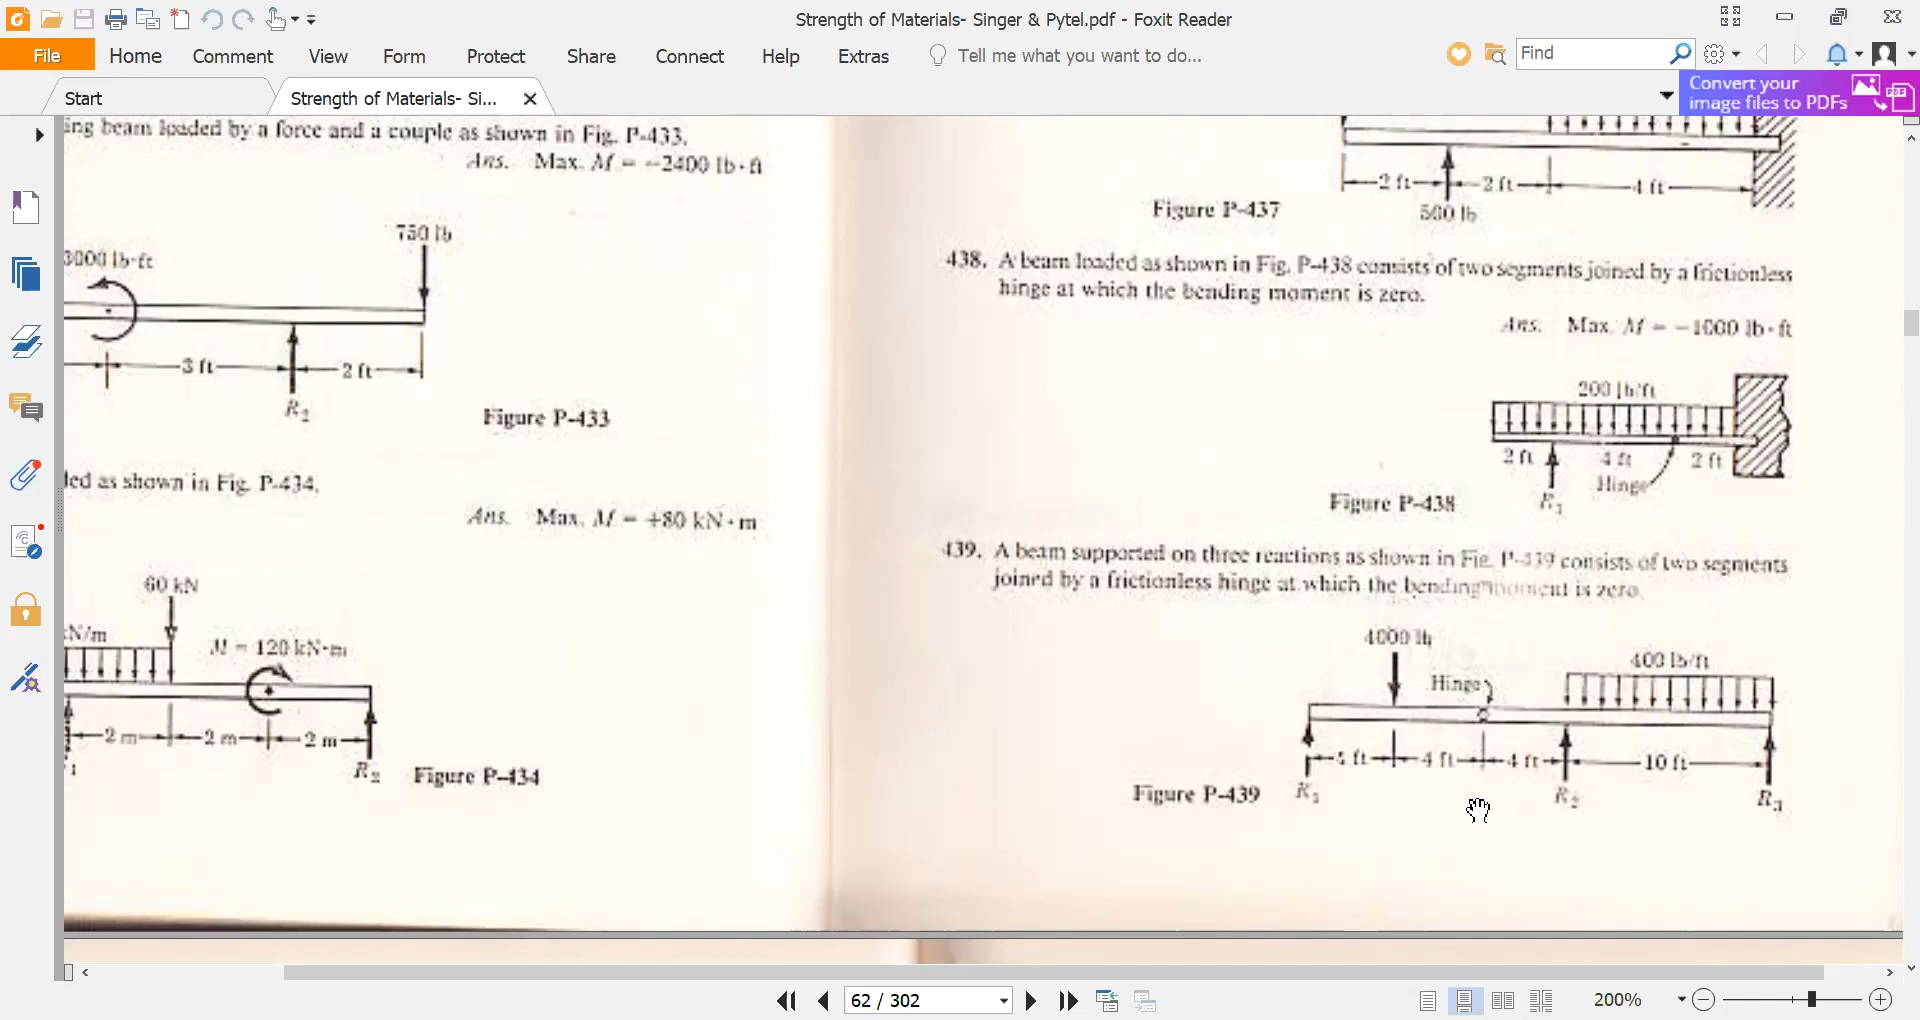 Strength of Materials- Singer & Pytel.pdf - Foxit Reader
File Home Comment View Form Protect Share Connect Help Extras Tell me what you want to do... Find
Convert your
image files to PDFs
Start Strength of Materials- Si...
ing beam loaded by a force and a couple as shown in Fig. P-433.
Ans. Max. M = -2400 lb·ft
750 lb
3000 lb·ft
3 ft 2 ft
R2
Figure P-433
ded as shown in Fig. P-434.
Ans. Max. M = +80 kN·m
60 kN
N/m
M = 120 kN·m
2 m 2 m 2 m
1
R2
Figure P-434
2 ft 2 ft 4 ft
Figure P-437
500 lb
438. A beam loaded as shown in Fig. P-438 consists of two segments joined by a frictionless
hinge at which the bending moment is zero.
Ans. Max. M = -1000 lb·ft
200 lb/ft
2 ft 4 ft 2 ft
Hinge
R1
Figure P-438
439. A beam supported on three reactions as shown in Fig. P-439 consists of two segments
joined by a frictionless hinge at which the bending moment is zero.
4000 lb
400 lb/ft
Hinge
4 ft 4 ft 10 ft
Figure P-439
R1 R2 R3
62 / 302
200%